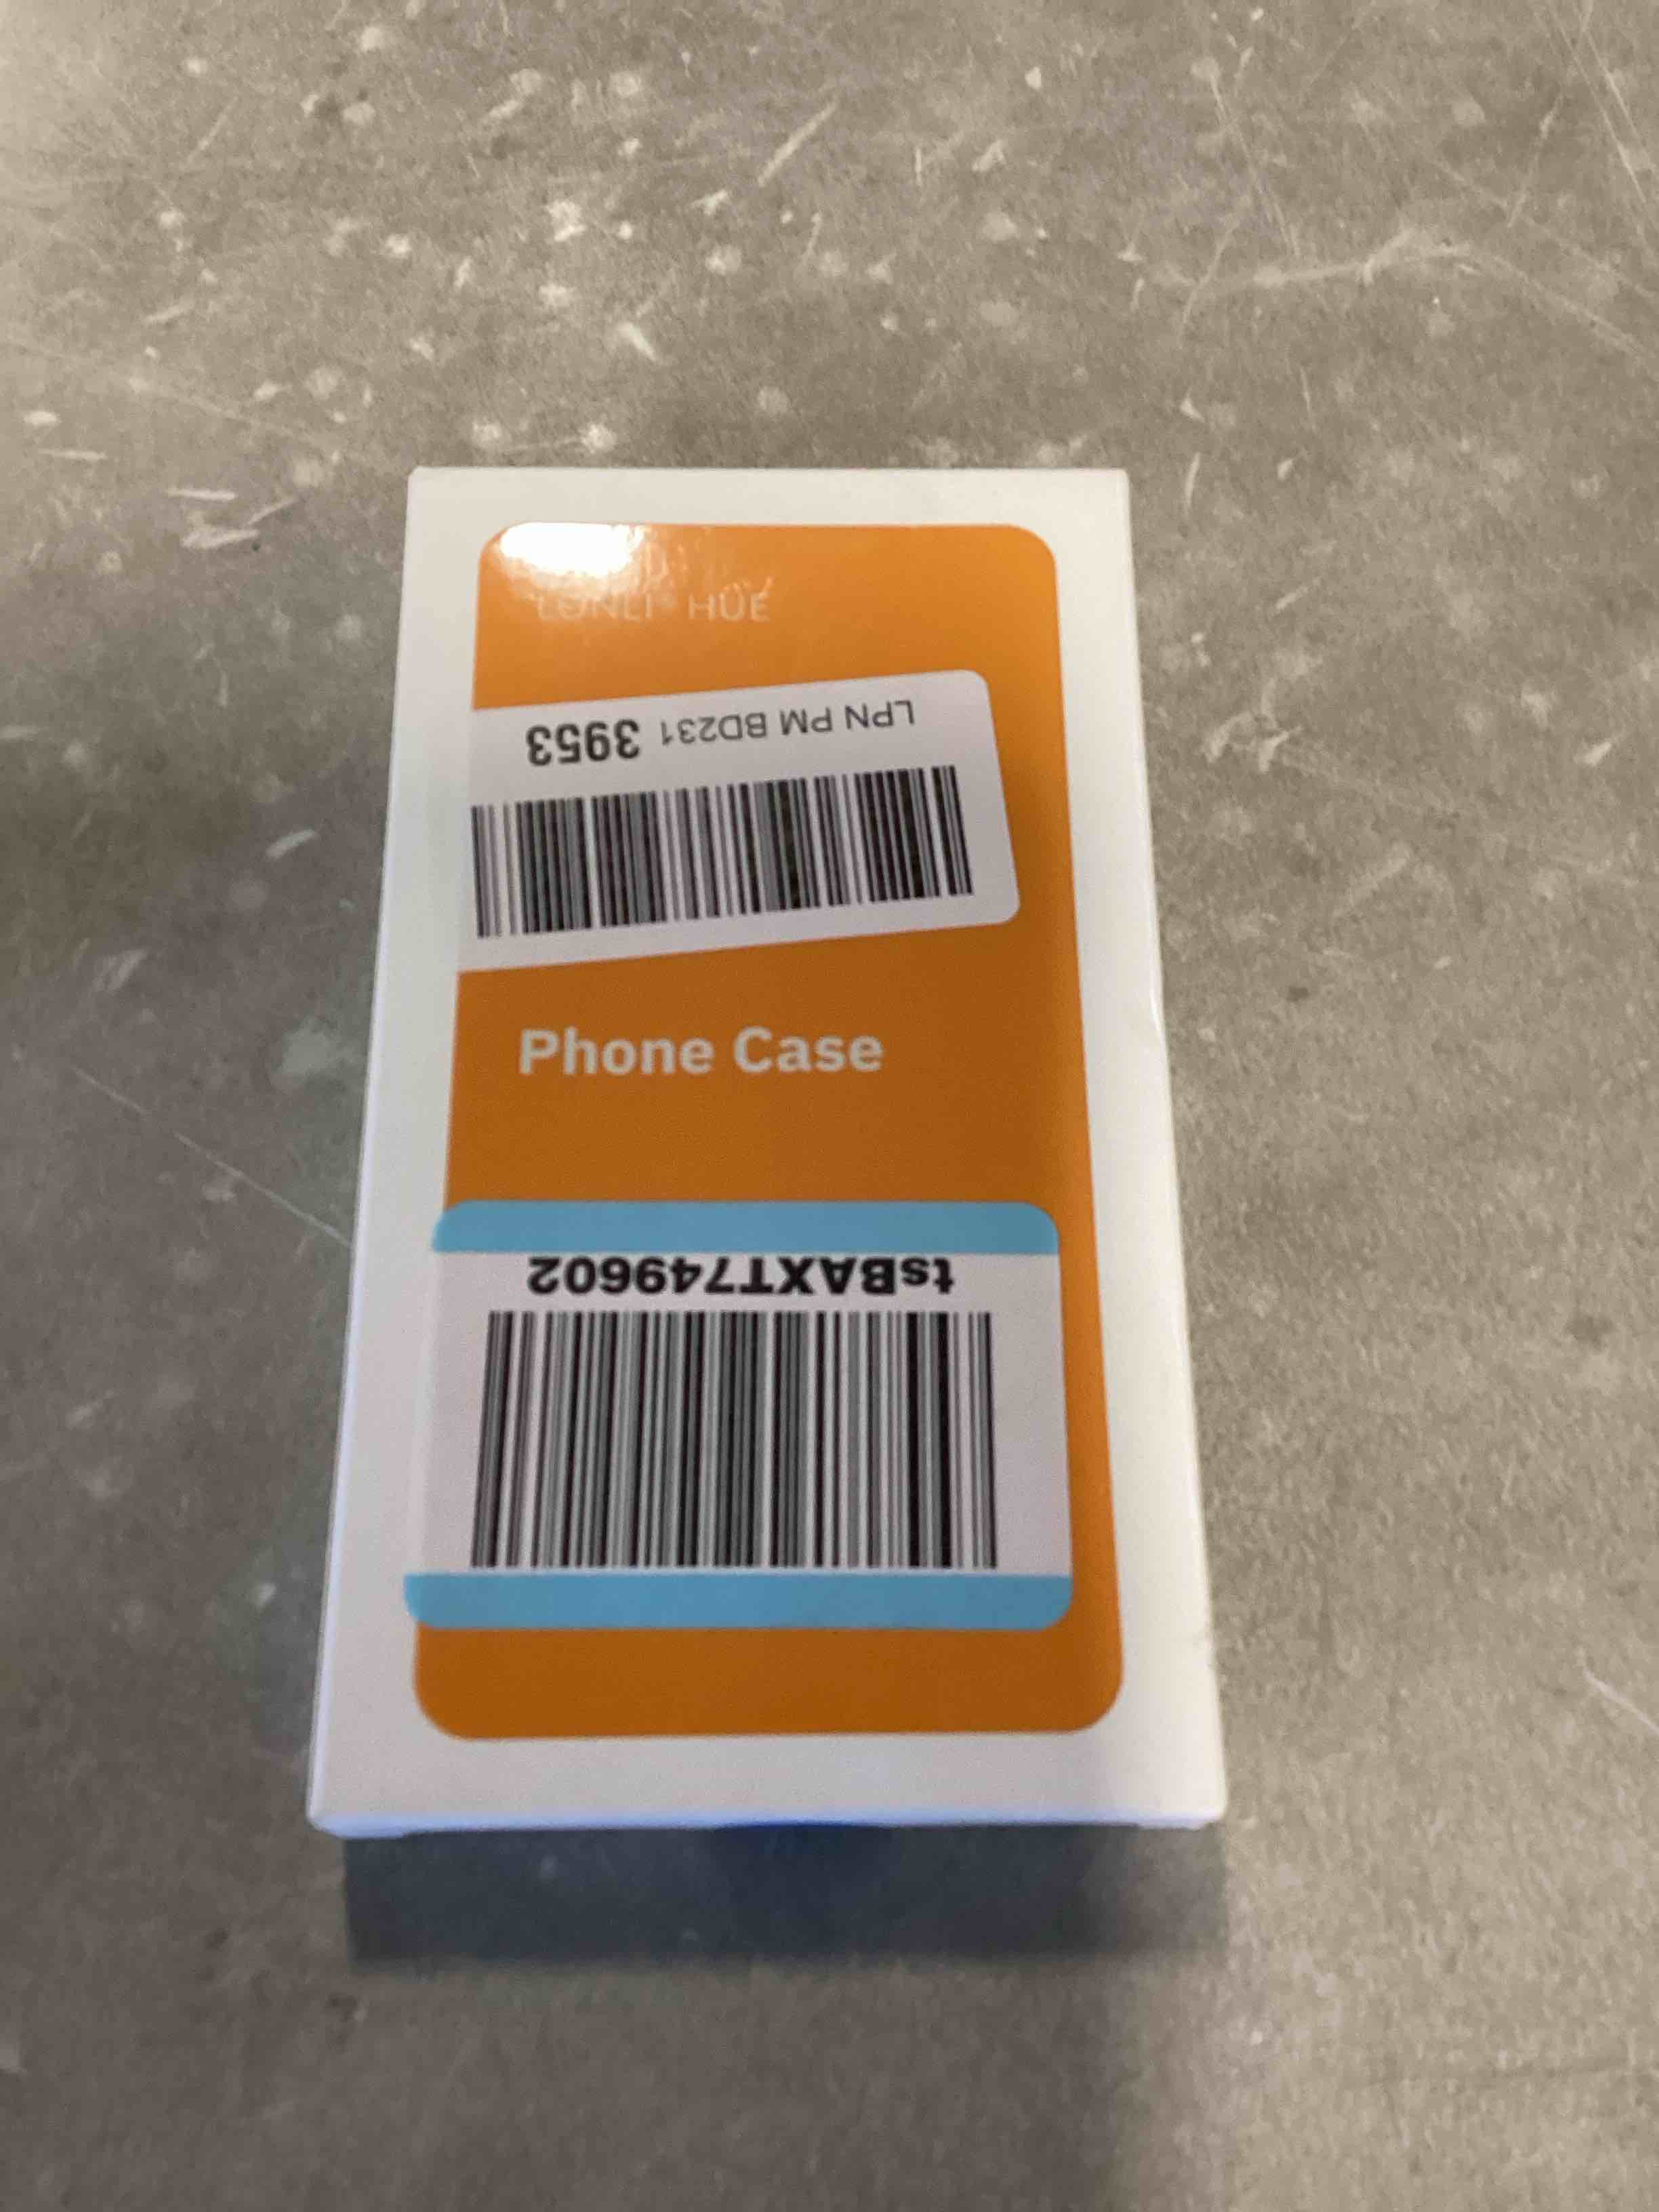 LONLI HUE
LPN PM BD231 3953
Phone Case
tsBAXT749602